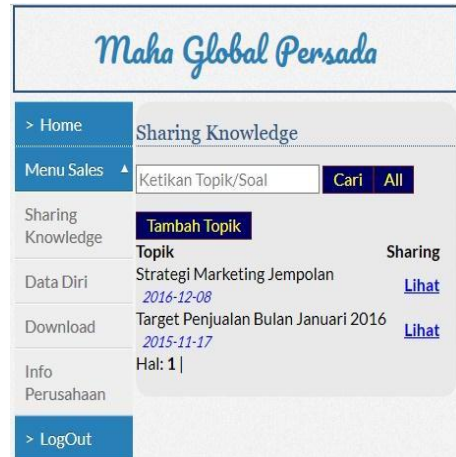 Maha Global Persada
> Home
Menu Sales ▲
Sharing
Knowledge
Data Diri
Download
Info
Perusahaan
> LogOut
Sharing Knowledge
Ketikan Topik/Soal Cari All
Tambah Topik
Topik Sharing
Strategi Marketing Jempolan
2016-12-08 Lihat
Target Penjualan Bulan Januari 2016
2015-11-17 Lihat
Hal: 1 |